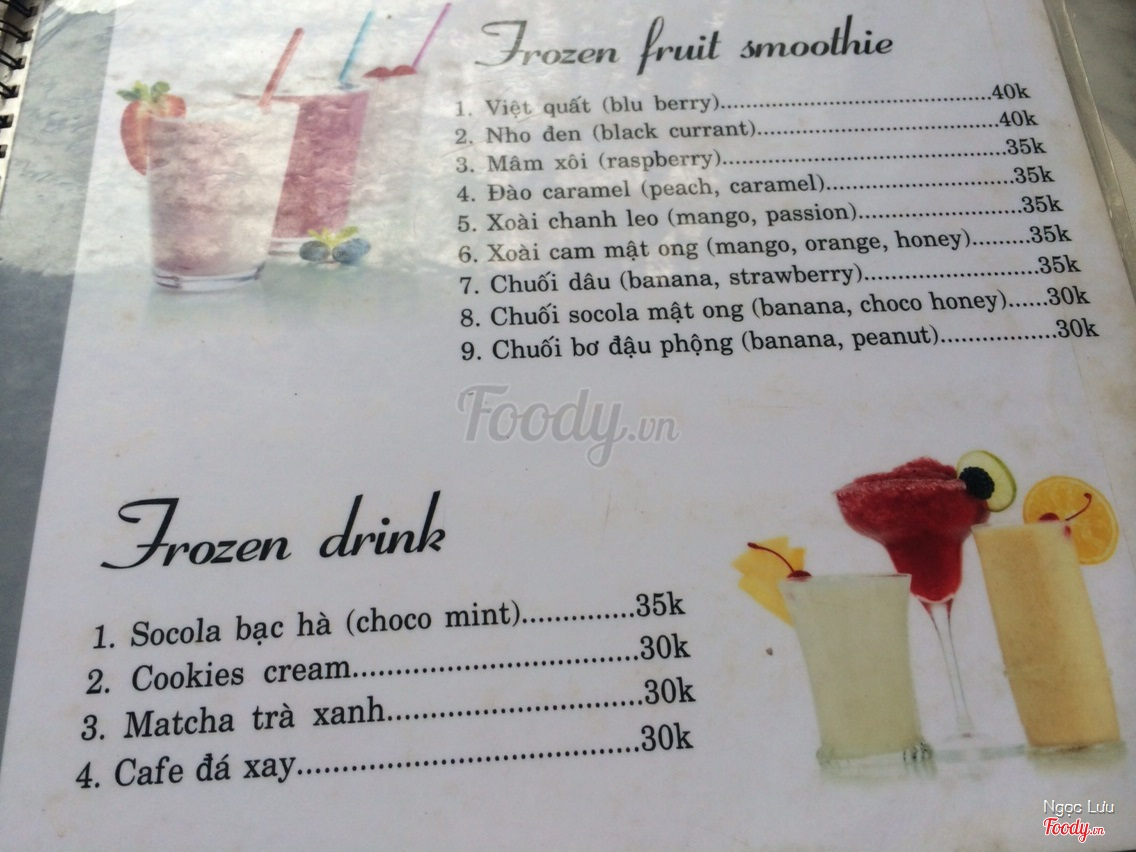 Frozen fruit smoothie
1. Việt quất (blu berry)......................................40k
2. Nho đen (black currant)..................................40k
3. Mâm xôi (raspberry).......................................35k
4. Đào caramel (peach, caramel)...........................35k
5. Xoài chanh leo (mango, passion).......................35k
6. Xoài cam mật ong (mango, orange, honey).........35k
7. Chuối dâu (banana, strawberry)........................35k
8. Chuối socola mật ong (banana, choco honey)......30k
9. Chuối bơ đậu phộng (banana, peanut)................30k
Foody.vn
Frozen drink
1. Socola bạc hà (choco mint).............35k
2. Cookies cream.................................30k
3. Matcha trà xanh..............................30k
4. Cafe đá xay.......................................30k
Ngọc Lưu
Foody.vn